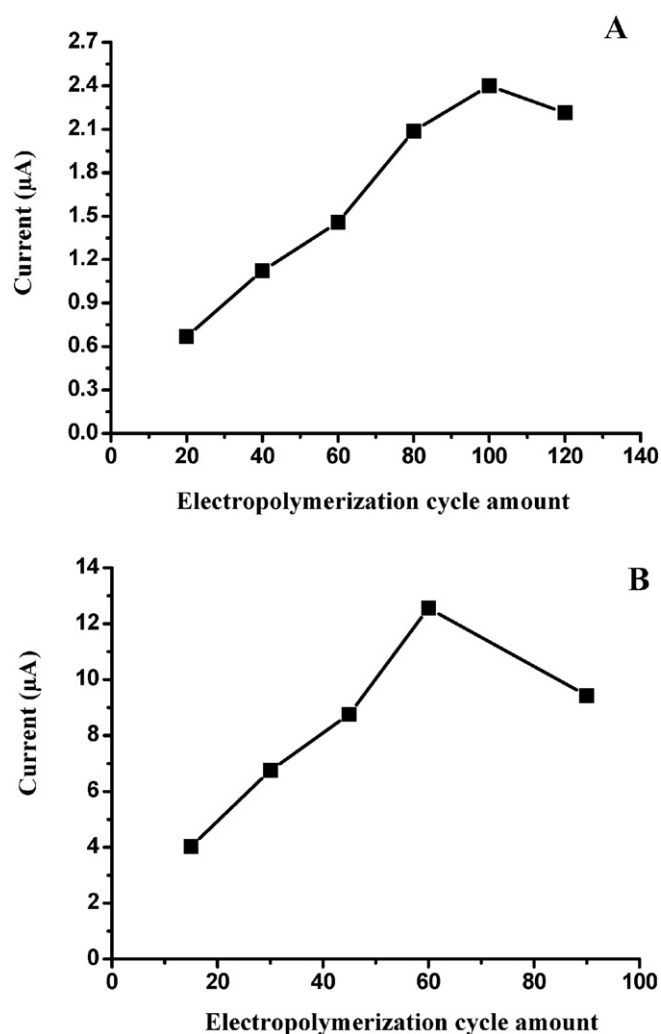 A
2.7
2.4
2.1
1.8
1.5
1.2
0.9
0.6
0.3
0.0
Current (µA)
0 20 40 60 80 100 120 140
Electropolymerization cycle amount
B
14
12
10
8
6
4
2
0
Current (µA)
0 20 40 60 80 100
Electropolymerization cycle amount